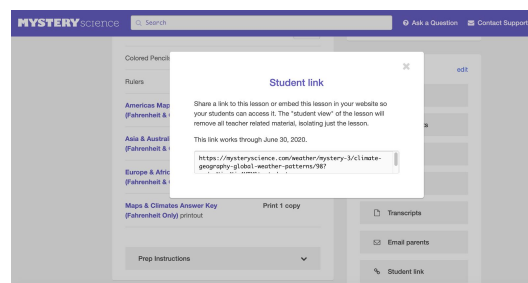 MYSTERYscience
Search
Ask a Question
Contact Support
Colored Pencils
Rulers
edit
Student link
Share a link to this lesson or embed this lesson in your website so
your students can access it. The "student view" of the lesson will
remove all teacher related material, isolating just the lesson.
This link works through June 30, 2020.
https://mysteryscience.com/weather/mystery-3/climate-
geography-global-weather-patterns/98?
Americas Map
(Fahrenheit &
Asia & Austral
(Fahrenheit &
Europe & Afric
(Fahrenheit &
Maps & Climates Answer Key
(Fahrenheit Only) printout
Print 1 copy
Prep Instructions
Transcripts
Email parents
Student link